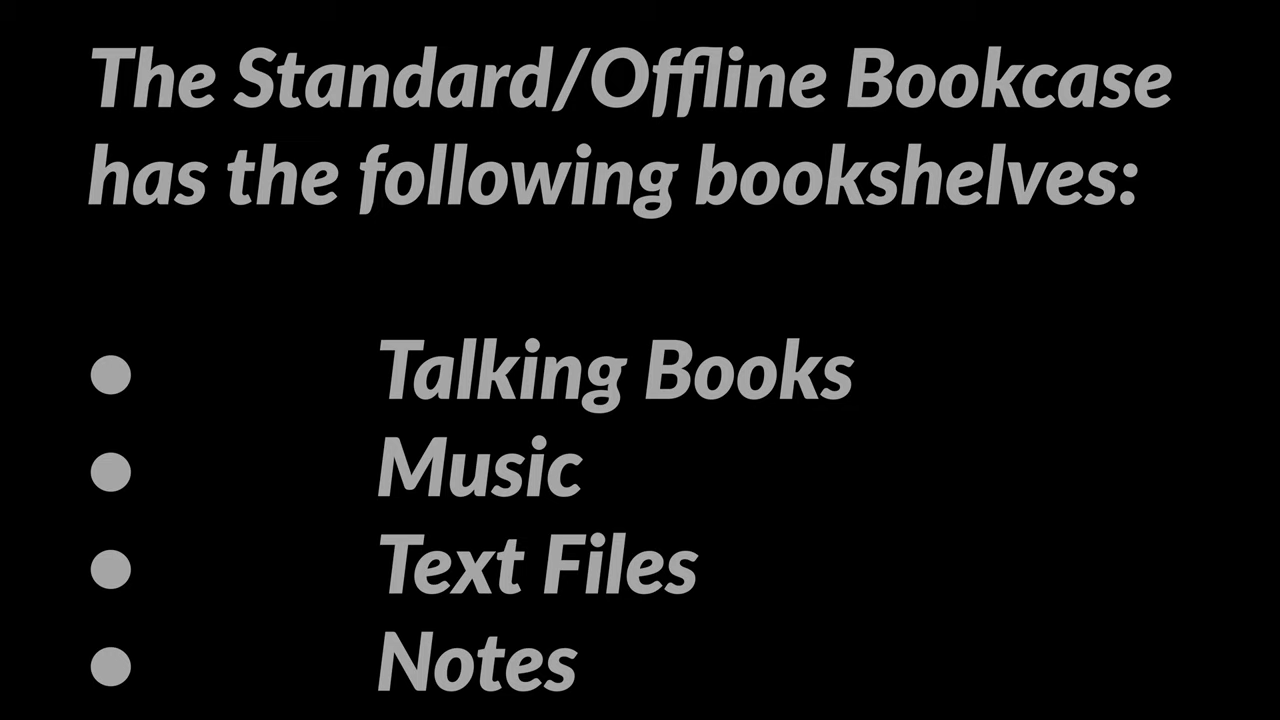 The Standard/Offline Bookcase
has the following bookshelves:
● Talking Books
● Music
● Text Files
● Notes